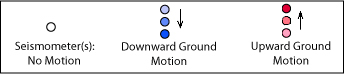 Seismometer(s):
No Motion
Downward Ground
Motion
Upward Ground
Motion